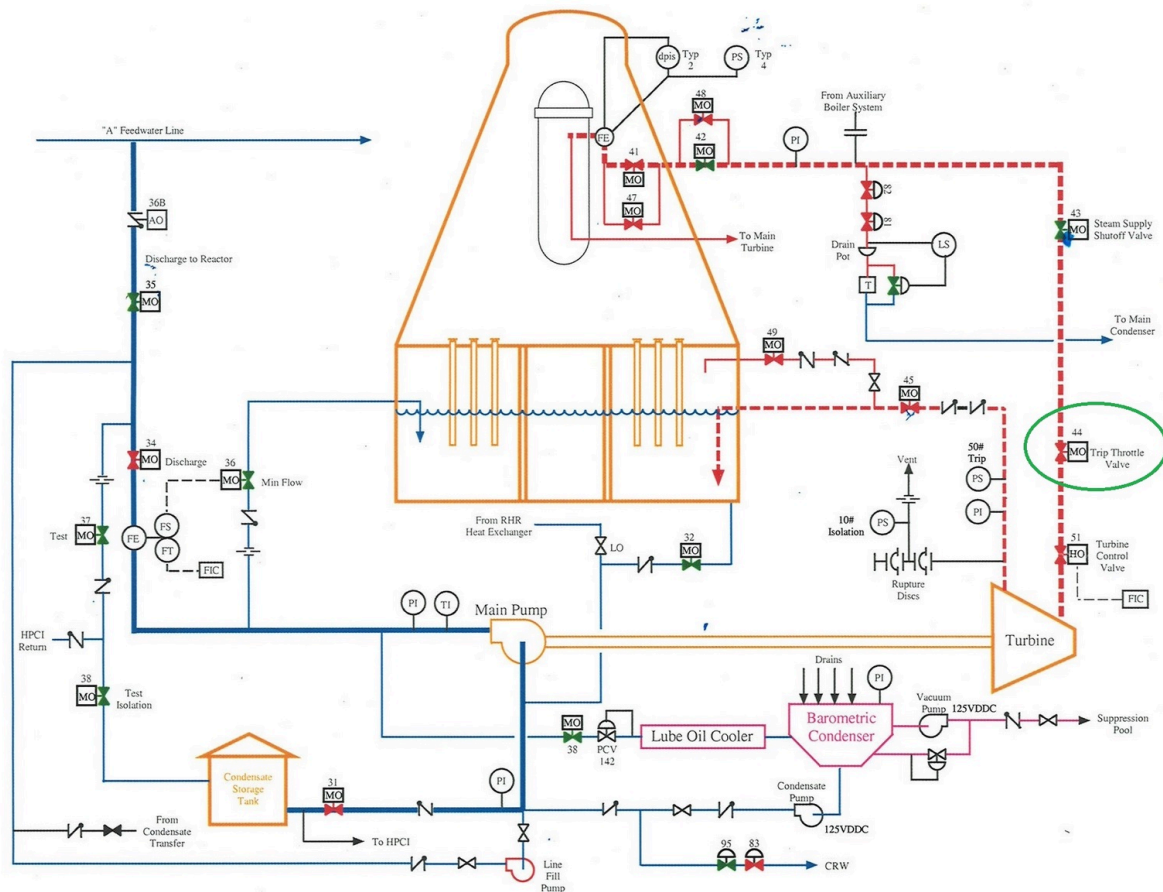 dpis
Typ
2
PS
Typ
4
From Auxiliary
Boiler System
48
MO
"A" Feedwater Line
FE
42
MO
PI
41
MO
36B
AO
82
47
MO
81
43
MO
Steam Supply
Shutoff Valve
To Main
Turbine
LS
Discharge to Reactor
Drain
Pot
35
MO
T
To Main
Condenser
49
MO
45
MO
34
MO
Discharge
36
MO
Min Flow
44
MO
Trip Throttle
Valve
50#
Trip
PS
Vent
PI
From RHR
Heat Exchanger
10#
Isolation
PS
37
MO
Test
FE
FS
FT
FIC
LO
32
MO
51
HO
Turbine
Control
Valve
Rupture
Discs
FIC
PI
TI
Main Pump
Turbine
HPCI
Return
38
MO
Test
Isolation
Drains
PI
Vacuum
Pump
125VDDC
MO
38
PCV
142
Lube Oil Cooler
Barometric
Condenser
Suppression
Pool
Condensate
Storage
Tank
31
MO
PI
Condensate
Pump
125VDDC
From
Condensate
Transfer
To HPCI
95
83
CRW
Line
Fill
Pump